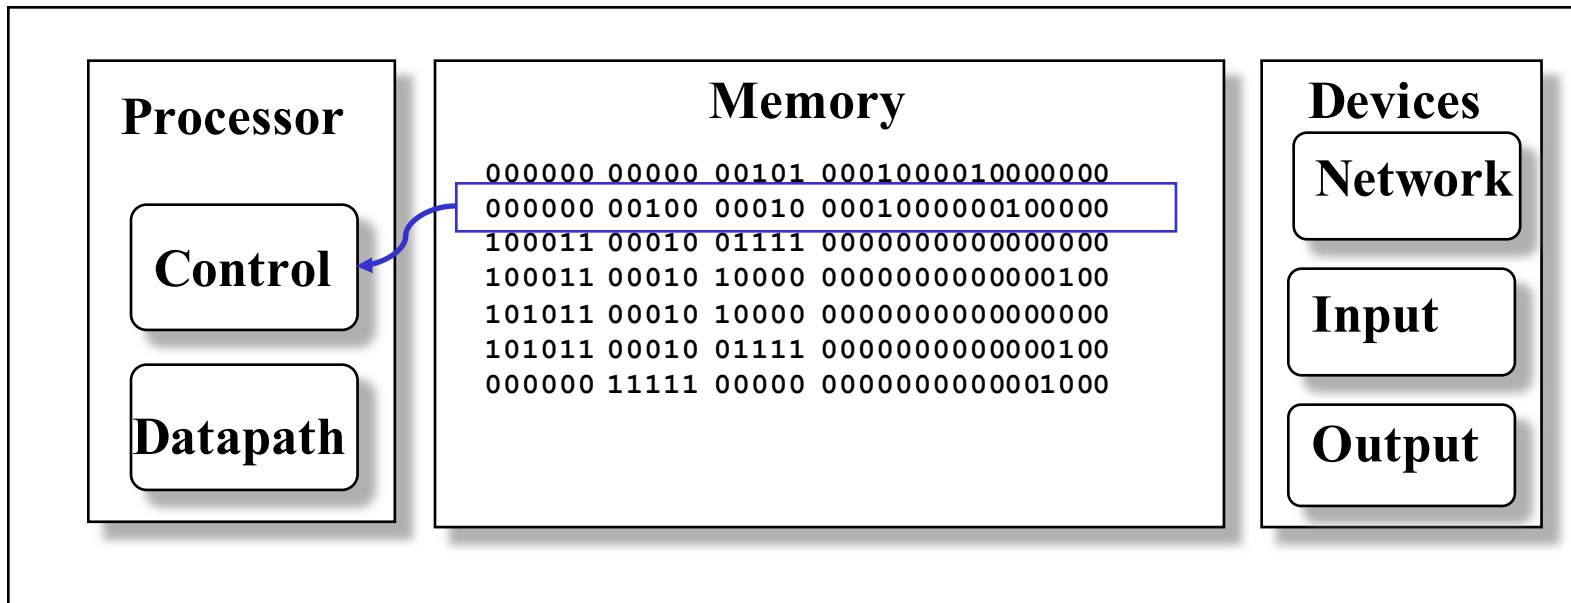 Processor
Control
Datapath
Memory
000000 00000 00101 0001000010000000
000000 00100 00010 0001000000100000
100011 00010 01111 0000000000000000
100011 00010 10000 0000000000000100
101011 00010 10000 0000000000000000
101011 00010 01111 0000000000000100
000000 11111 00000 0000000000001000
Devices
Network
Input
Output